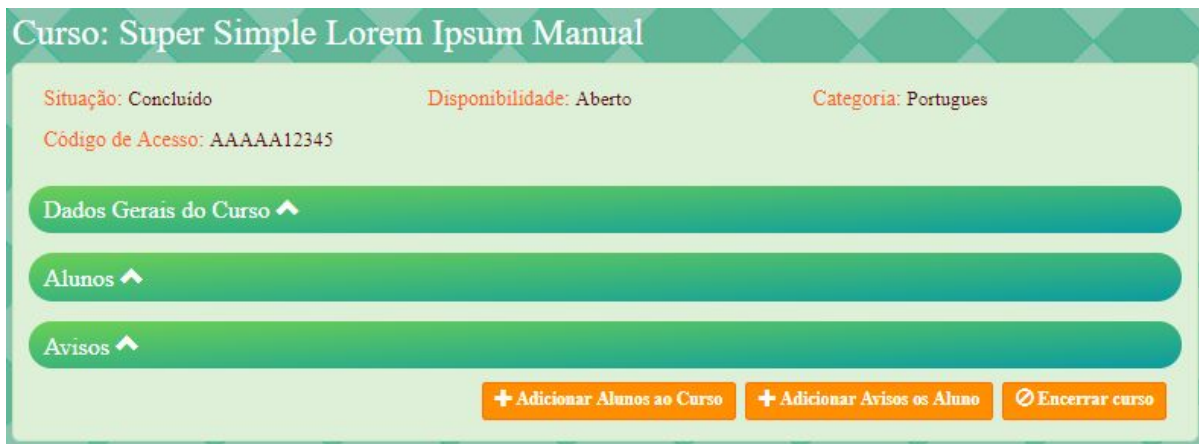 Curso: Super Simple Lorem Ipsum Manual
Situação: Concluído Disponibilidade: Aberto Categoria: Portugues
Código de Acesso: AAAAA12345
Dados Gerais do Curso
Alunos
Avisos
Adicionar Alunos ao Curso Adicionar Avisos os Aluno Encerrar curso